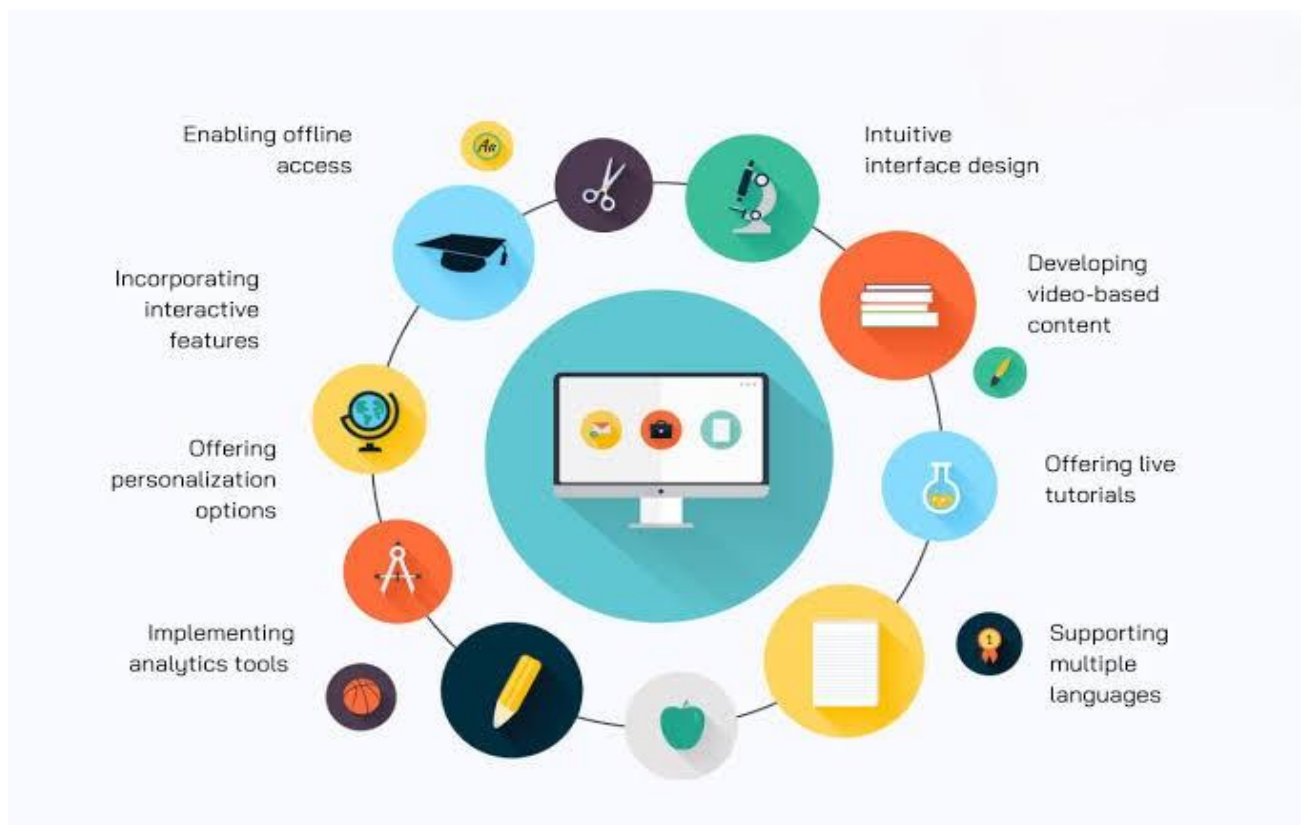 Enabling offline
access
Intuitive
interface design
Incorporating
interactive
features
Developing
video-based
content
Offering
personalization
options
Offering live
tutorials
Implementing
analytics tools
Supporting
multiple
languages
1